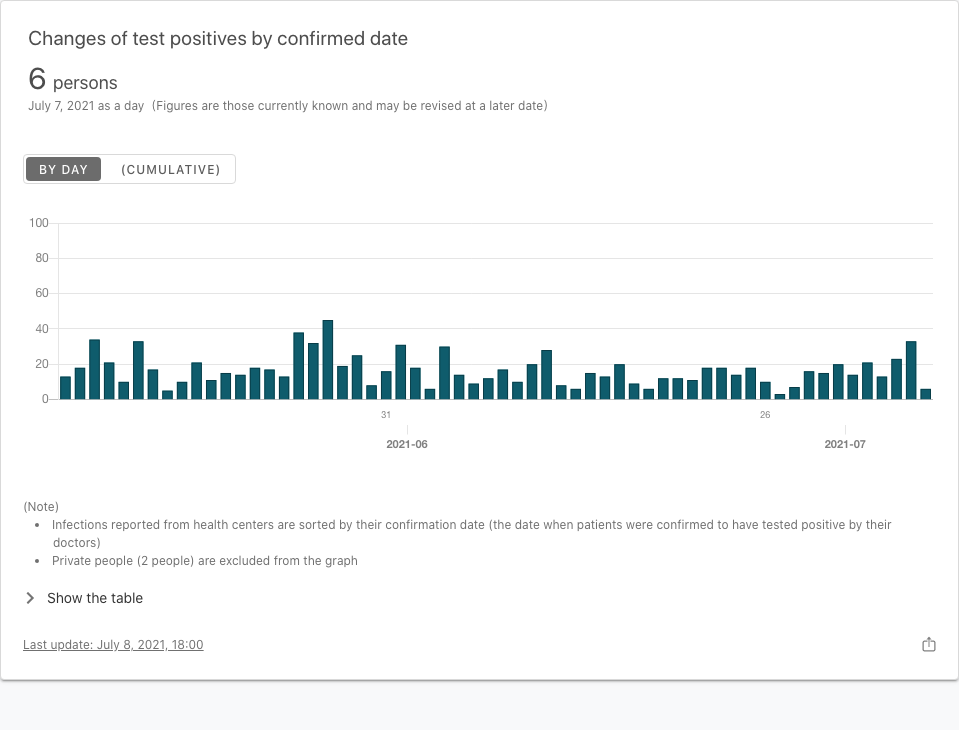 Changes of test positives by confirmed date
6 persons
July 7, 2021 as a day (Figures are those currently known and may be revised at a later date)
BY DAY (CUMULATIVE)
100
80
60
40
20
0
31 26
2021-06 2021-07
(Note)
• Infections reported from health centers are sorted by their confirmation date (the date when patients were confirmed to have tested positive by their
doctors)
• Private people (2 people) are excluded from the graph
Show the table
Last update: July 8, 2021, 18:00